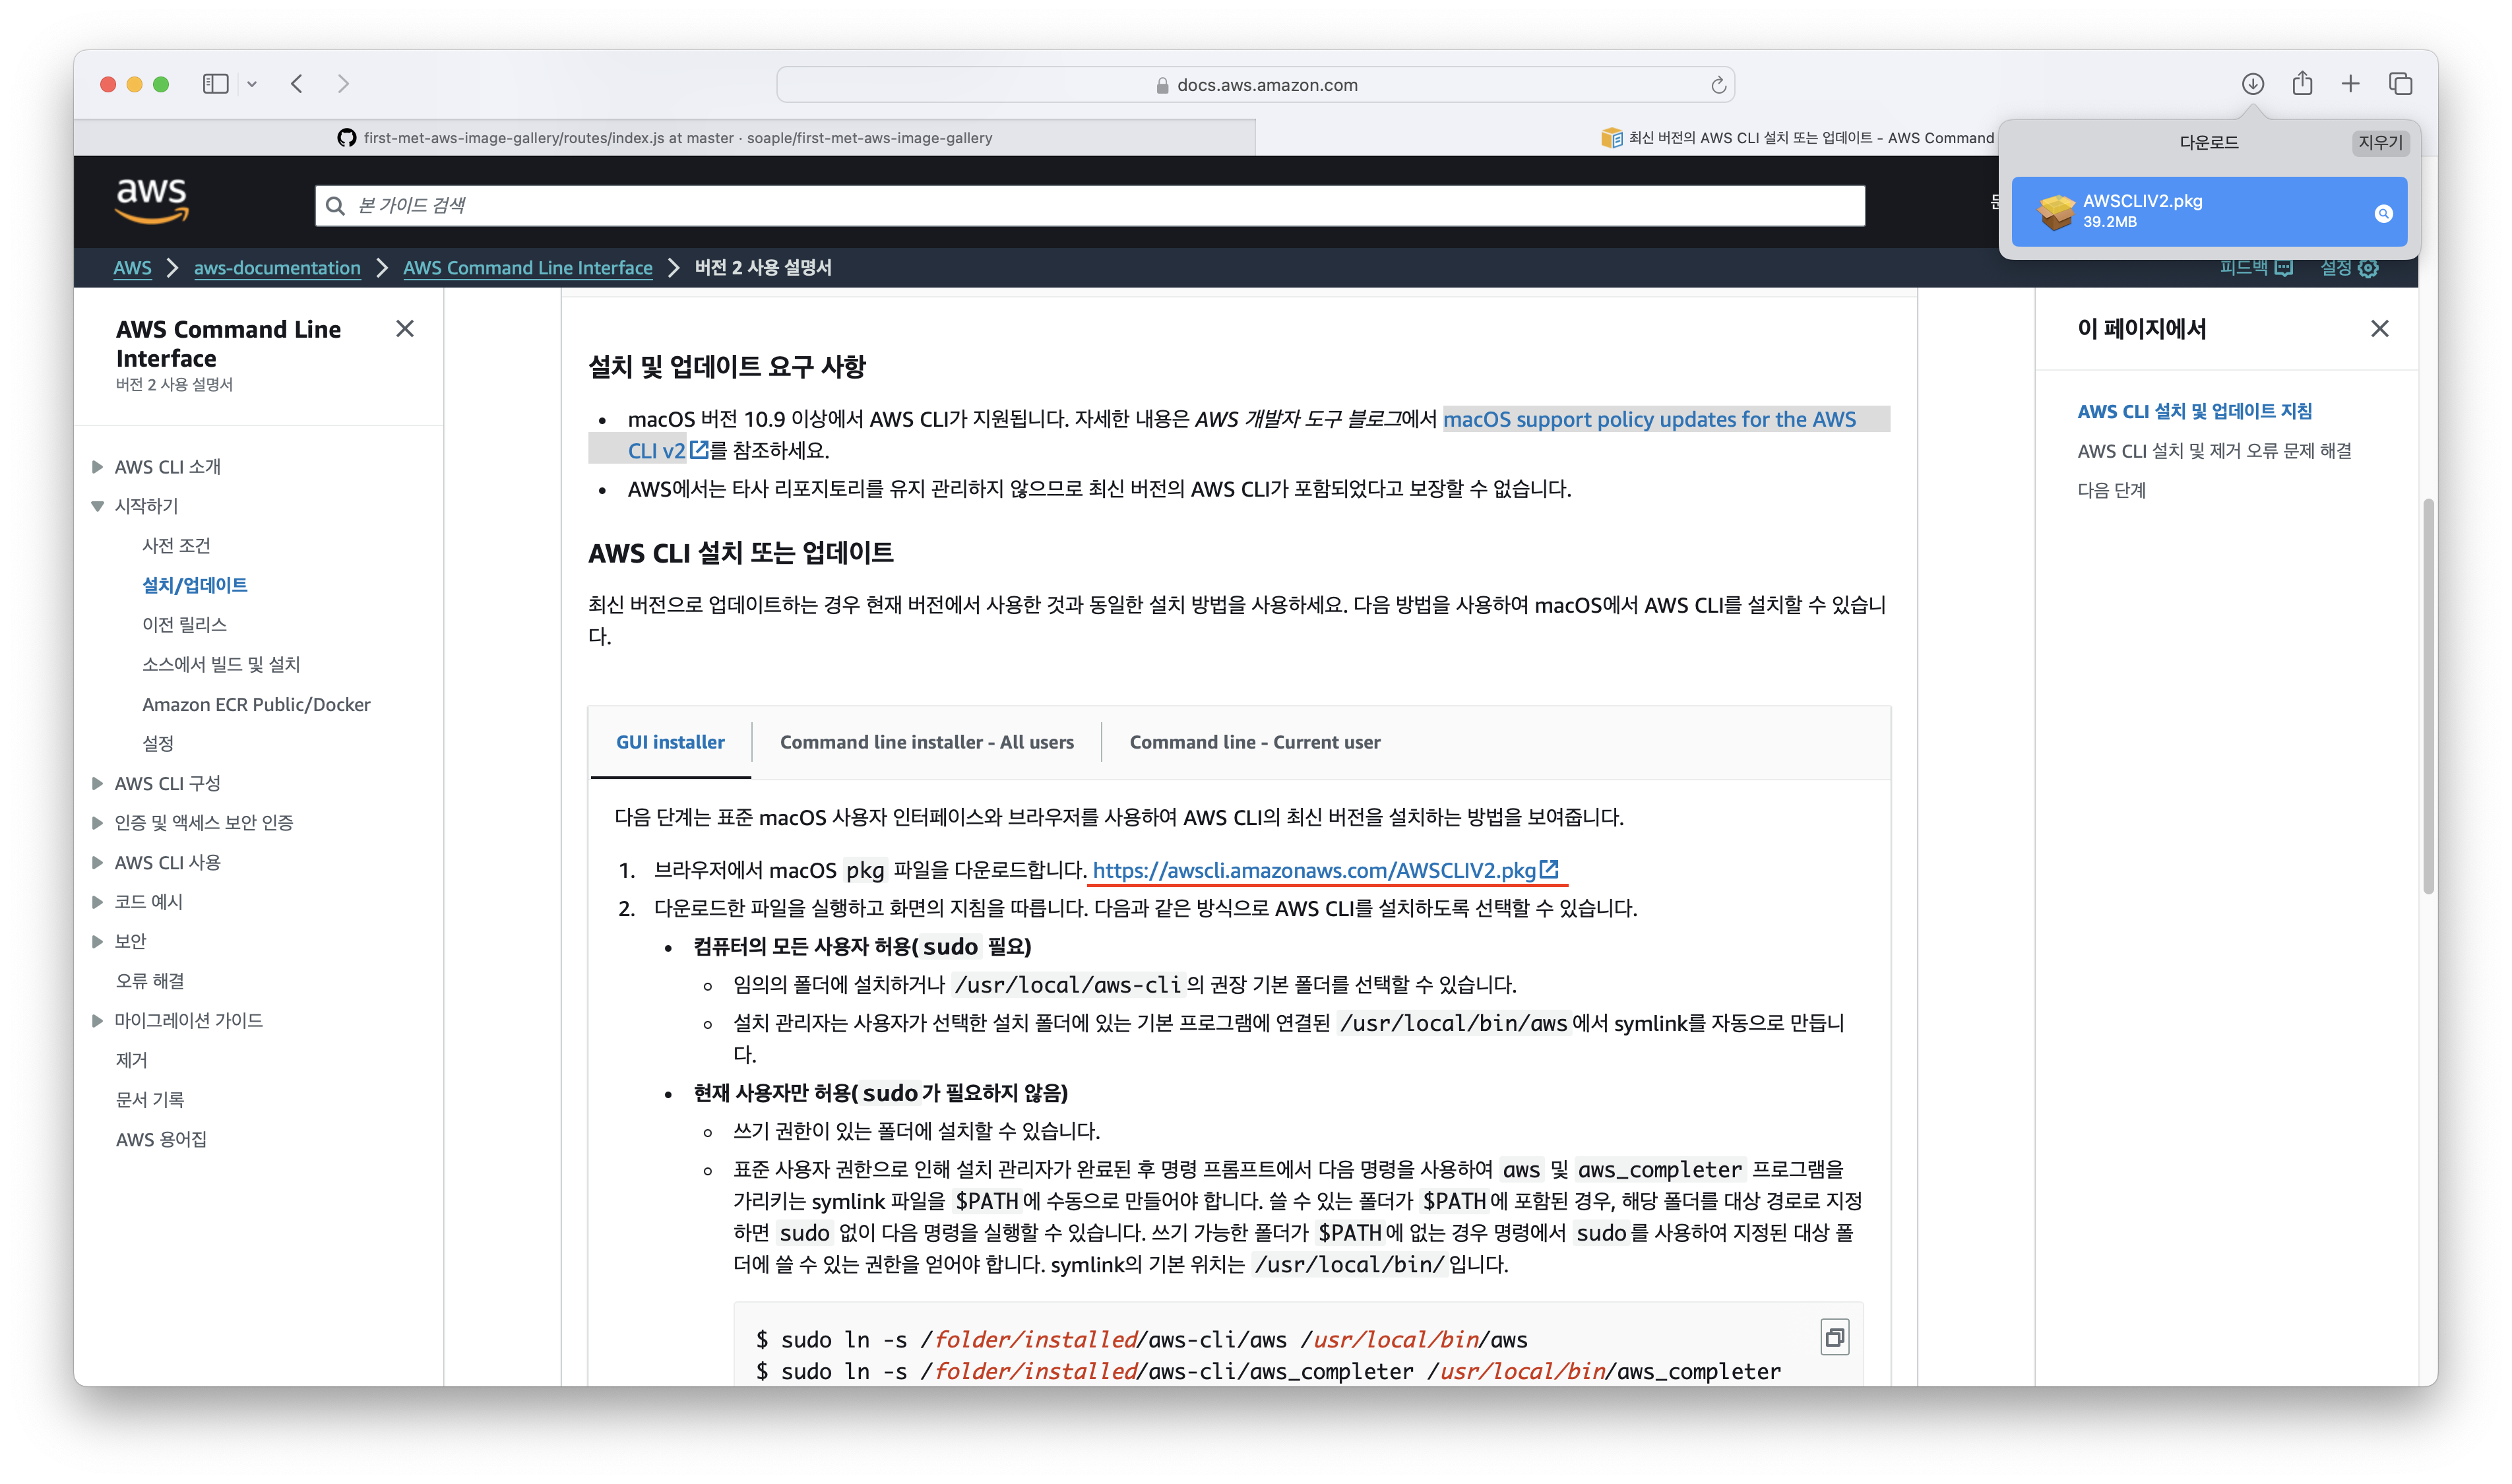 docs.aws.amazon.com
first-met-aws-image-gallery/routes/index.js at master · soaple/first-met-aws-image-gallery
최신 버전의 AWS CLI 설치 또는 업데이트 - AWS Command
다운로드
지우기
AWSCLIV2.pkg
39.2MB
aws
본 가이드 검색
AWS
aws-documentation
AWS Command Line Interface
버전 2 사용 설명서
피드백
설정
AWS Command Line
Interface
버전 2 사용 설명서
AWS CLI 소개
시작하기
사전 조건
설치/업데이트
이전 릴리스
소스에서 빌드 및 설치
Amazon ECR Public/Docker
설정
AWS CLI 구성
인증 및 액세스 보안 인증
AWS CLI 사용
코드 예시
보안
오류 해결
마이그레이션 가이드
제거
문서 기록
AWS 용어집
설치 및 업데이트 요구 사항
• macOS 버전 10.9 이상에서 AWS CLI가 지원됩니다. 자세한 내용은 AWS 개발자 도구 블로그에서 macOS support policy updates for the AWS
CLI v2를 참조하세요.
• AWS에서는 타사 리포지토리를 유지 관리하지 않으므로 최신 버전의 AWS CLI가 포함되었다고 보장할 수 없습니다.
AWS CLI 설치 또는 업데이트
최신 버전으로 업데이트하는 경우 현재 버전에서 사용한 것과 동일한 설치 방법을 사용하세요. 다음 방법을 사용하여 macOS에서 AWS CLI를 설치할 수 있습니
다.
GUI installer
Command line installer - All users
Command line - Current user
다음 단계는 표준 macOS 사용자 인터페이스와 브라우저를 사용하여 AWS CLI의 최신 버전을 설치하는 방법을 보여줍니다.
1. 브라우저에서 macOS pkg 파일을 다운로드합니다. https://awscli.amazonaws.com/AWSCLIV2.pkg
2. 다운로드한 파일을 실행하고 화면의 지침을 따릅니다. 다음과 같은 방식으로 AWS CLI를 설치하도록 선택할 수 있습니다.
• 컴퓨터의 모든 사용자 허용(sudo 필요)
○ 임의의 폴더에 설치하거나 /usr/local/aws-cli의 권장 기본 폴더를 선택할 수 있습니다.
○ 설치 관리자는 사용자가 선택한 설치 폴더에 있는 기본 프로그램에 연결된 /usr/local/bin/aws에서 symlink를 자동으로 만듭니
다.
• 현재 사용자만 허용(sudo가 필요하지 않음)
○ 쓰기 권한이 있는 폴더에 설치할 수 있습니다.
○ 표준 사용자 권한으로 인해 설치 관리자가 완료된 후 명령 프롬프트에서 다음 명령을 사용하여 aws 및 aws_completer 프로그램을
가리키는 symlink 파일을 $PATH에 수동으로 만들어야 합니다. 쓸 수 있는 폴더가 $PATH에 포함된 경우, 해당 폴더를 대상 경로로 지정
하면 sudo 없이 다음 명령을 실행할 수 있습니다. 쓰기 가능한 폴더가 $PATH에 없는 경우 명령에서 sudo를 사용하여 지정된 대상 폴
더에 쓸 수 있는 권한을 얻어야 합니다. symlink의 기본 위치는 /usr/local/bin/입니다.
$ sudo ln -s /folder/installed/aws-cli/aws /usr/local/bin/aws
$ sudo ln -s /folder/installed/aws-cli/aws_completer /usr/local/bin/aws_completer
이 페이지에서
AWS CLI 설치 및 업데이트 지침
AWS CLI 설치 및 제거 오류 문제 해결
다음 단계